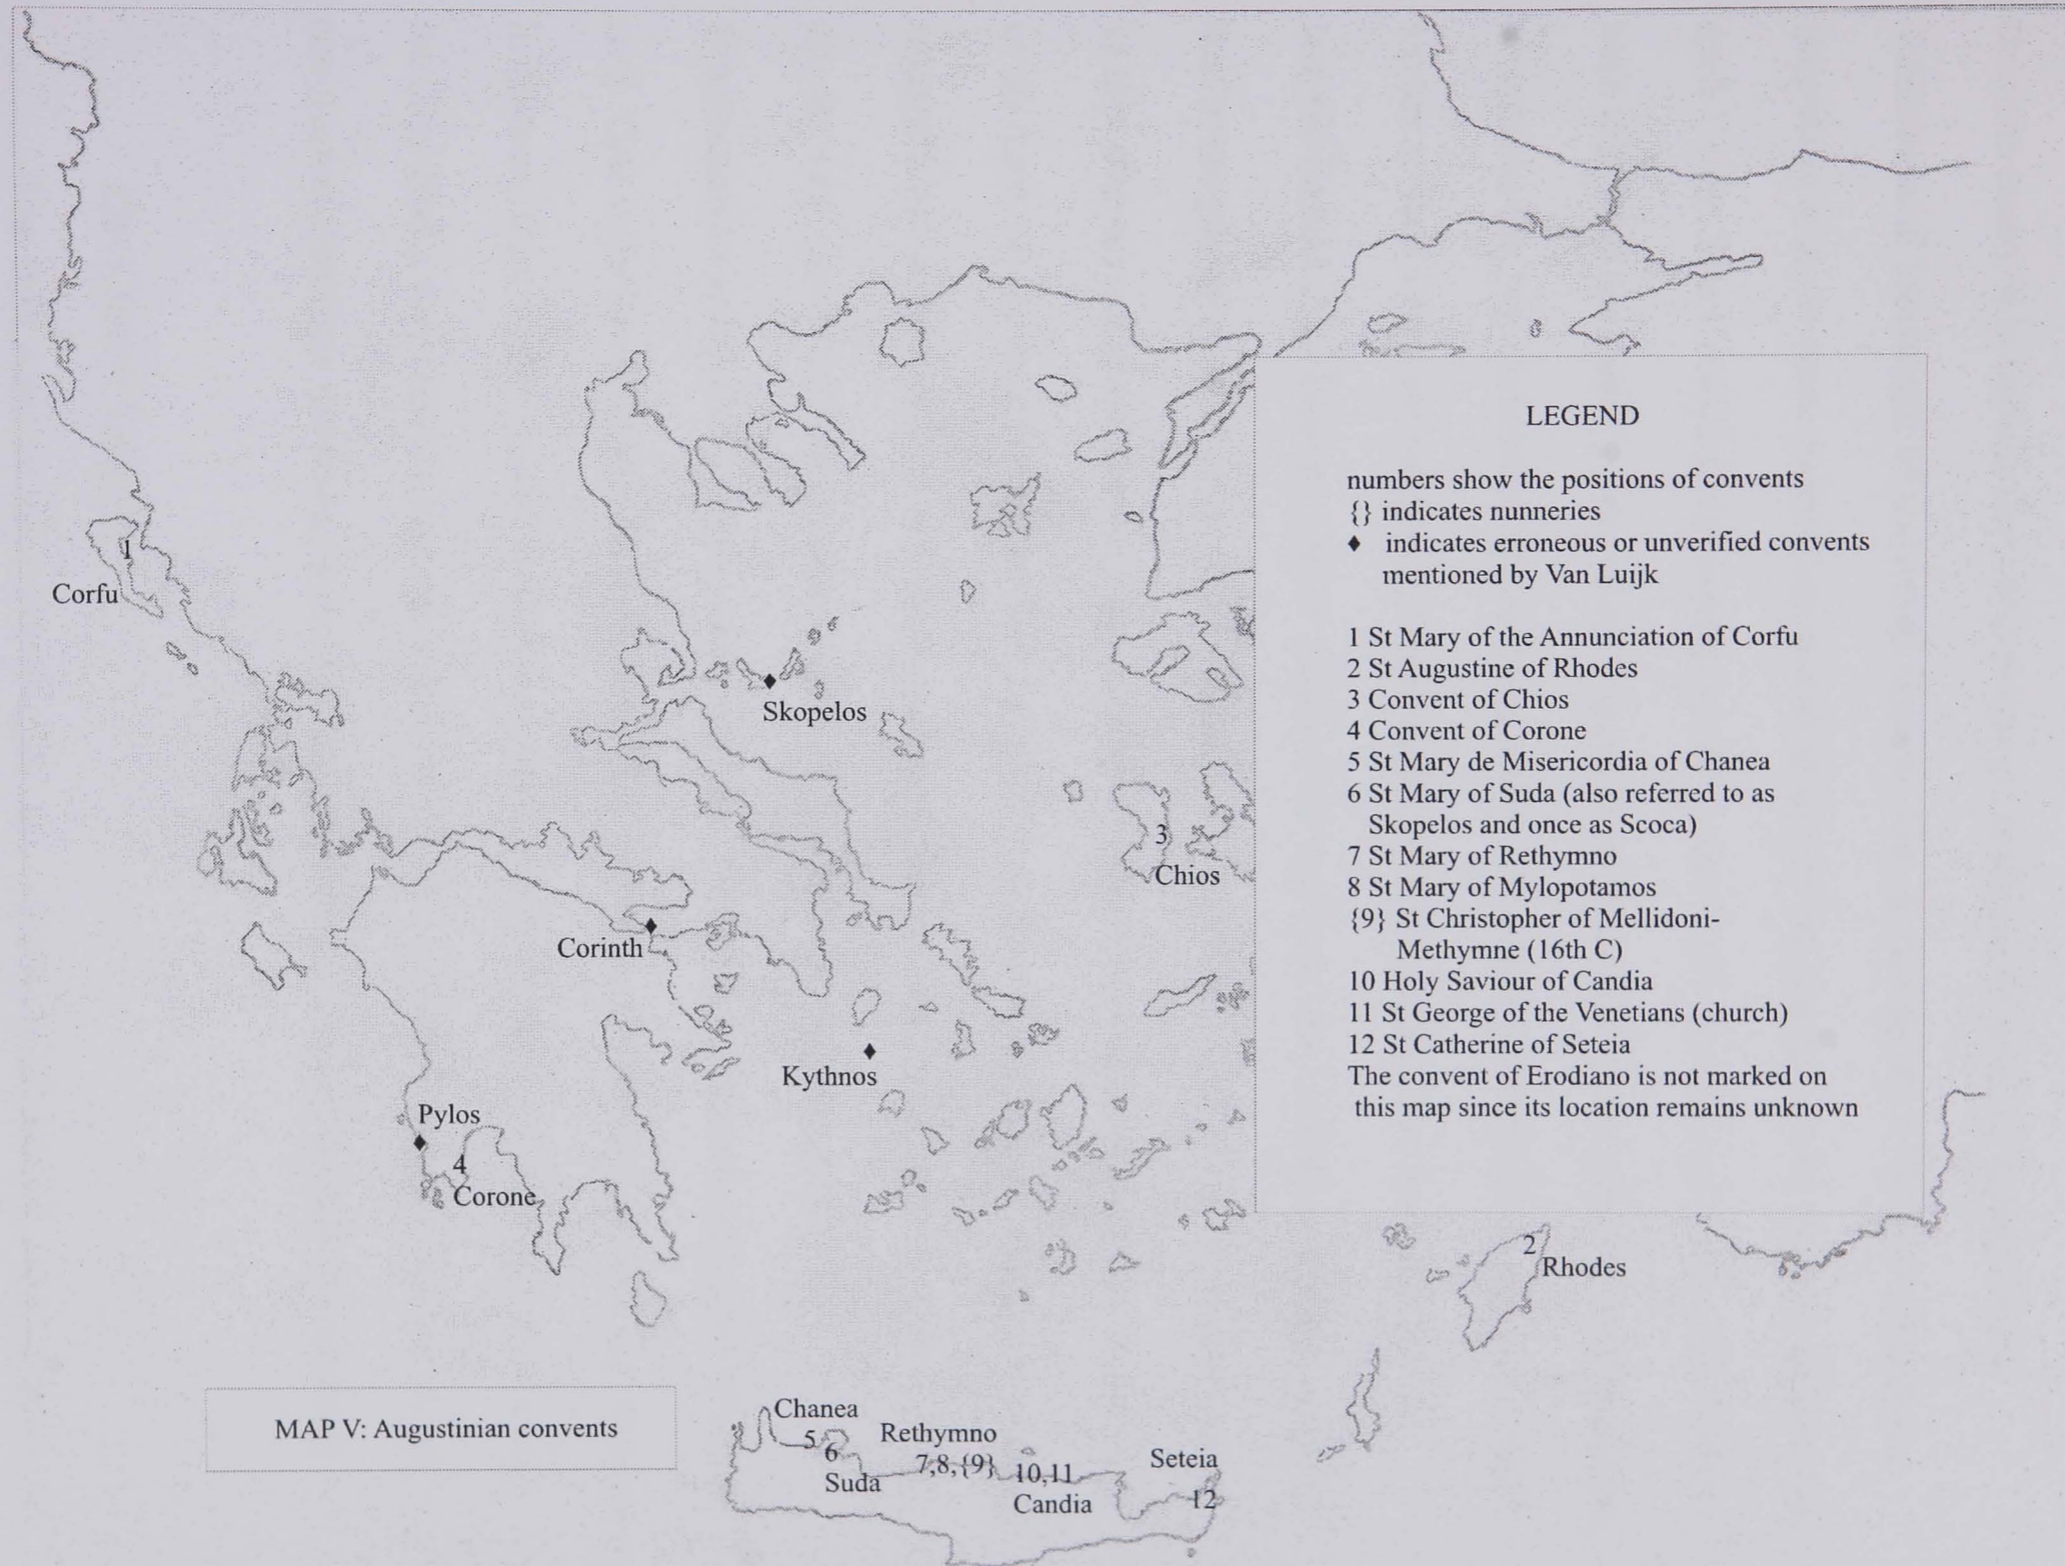 LEGEND
numbers show the positions of convents
{} indicates nunneries
♦ indicates erroneous or unverified convents
mentioned by Van Luijk
1 St Mary of the Annunciation of Corfu
2 St Augustine of Rhodes
3 Convent of Chios
4 Convent of Corone
5 St Mary de Misericordia of Chanea
6 St Mary of Suda (also referred to as
Skopelos and once as Scoca)
7 St Mary of Rethymno
8 St Mary of Mylopotamos
{9} St Christopher of Mellidoni-
Methymne (16th C)
10 Holy Saviour of Candia
11 St George of the Venetians (church)
12 St Catherine of Seteia
The convent of Erodiano is not marked on
this map since its location remains unknown
1
Corfu
Skopelos
3
Chios
Corinth
Kythnos
Pylos
4
Corone
2
Rhodes
MAP V: Augustinian convents
Chanea
5
6
Suda
Rethymno
7,8,{9}
10,11
Candia
Seteia
12